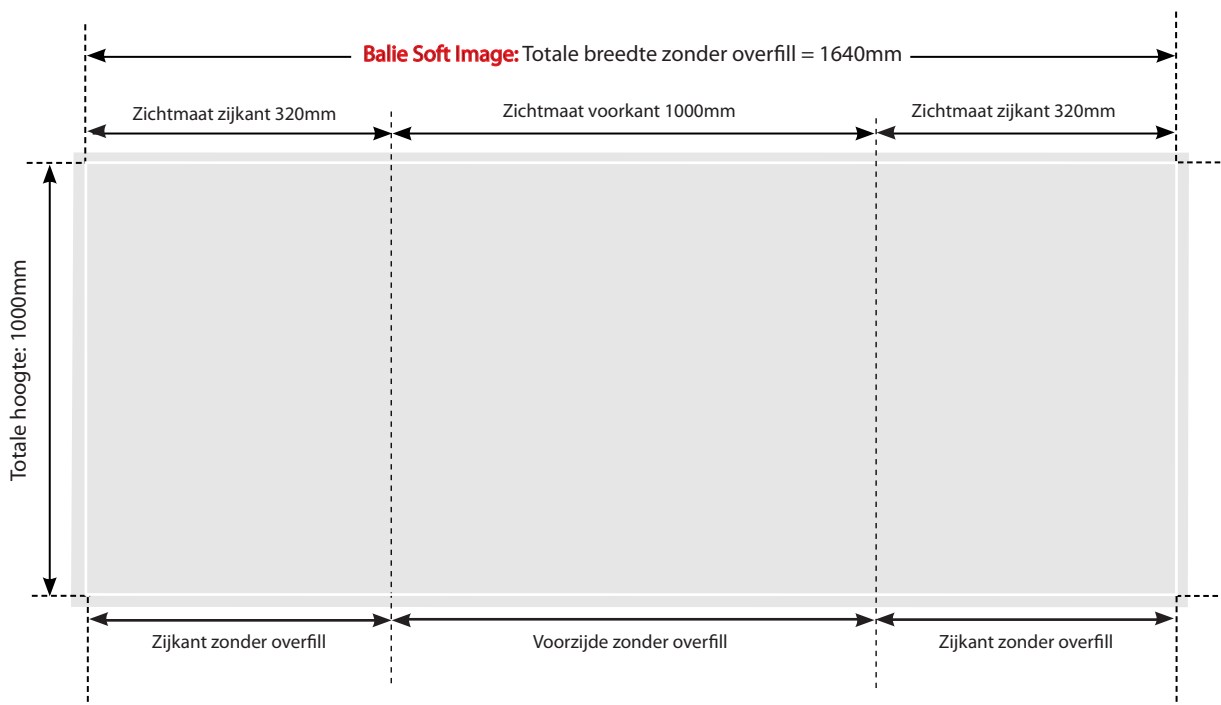 Balie Soft Image: Totale breedte zonder overfill = 1640mm
Zichtmaat zijkant 320mm
Zichtmaat voorkant 1000mm
Zichtmaat zijkant 320mm
Totale hoogte: 1000mm
Zijkant zonder overfill
Voorzijde zonder overfill
Zijkant zonder overfill